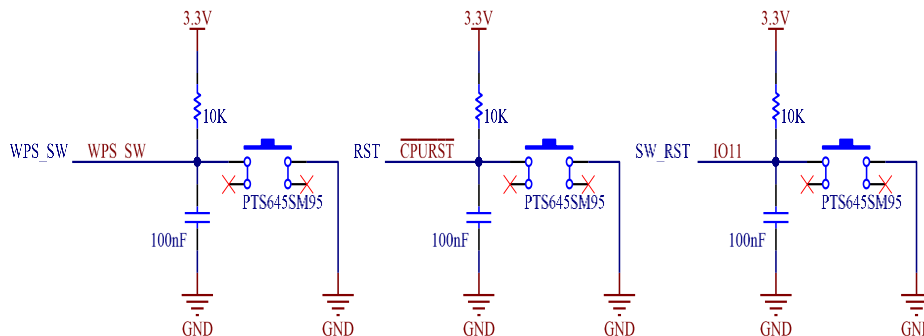 3.3V 3.3V 3.3V
10K 10K 10K
WPS_SW WPS_SW RST CPURST SW_RST IO11
PTS645SM95 PTS645SM95 PTS645SM95
100nF 100nF 100nF
GND GND GND GND GND GND